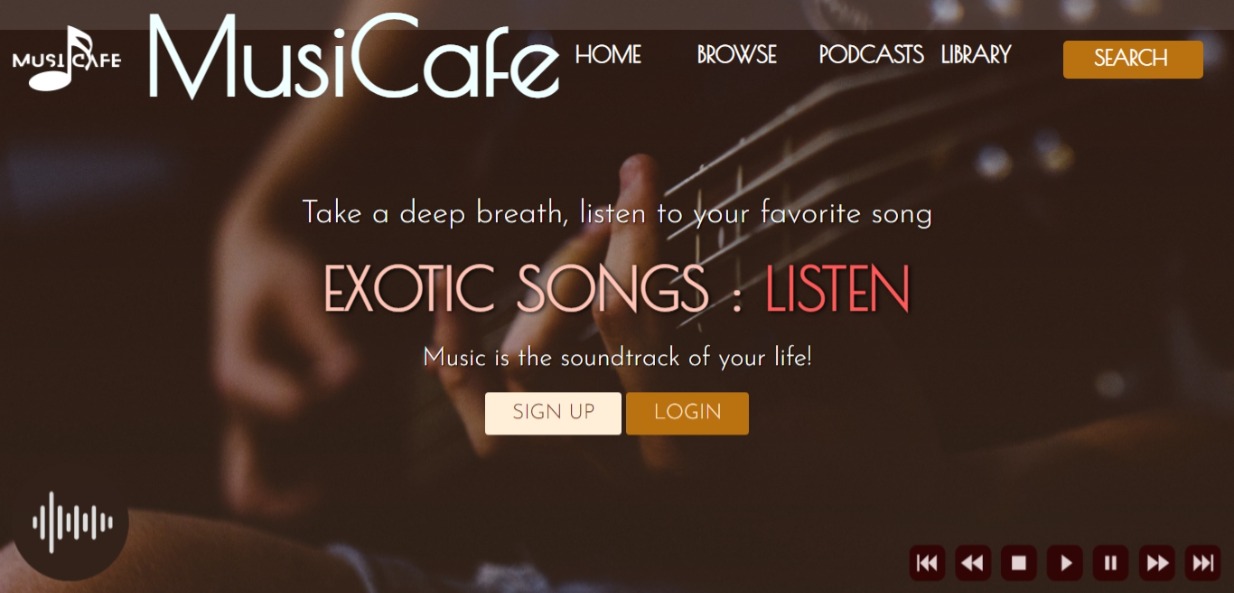 MUSICAFE
MusiCafe
HOME BROWSE PODCASTS LIBRARY SEARCH
Take a deep breath, listen to your favorite song
EXOTIC SONGS : LISTEN
Music is the soundtrack of your life!
SIGN UP LOGIN